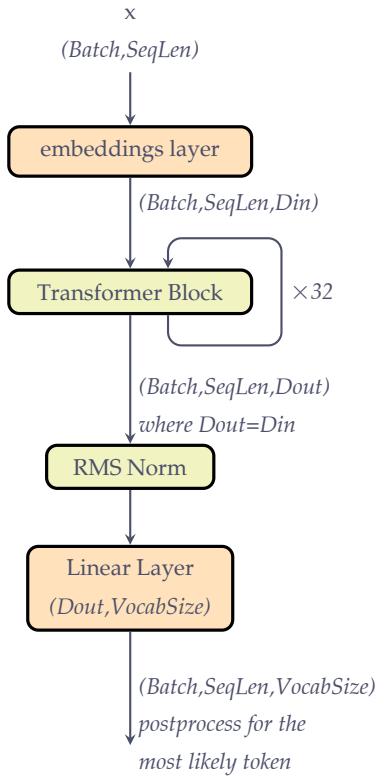 x
(Batch,SeqLen)
embeddings layer
(Batch,SeqLen,Din)
Transformer Block
×32
(Batch,SeqLen,Dout)
where Dout=Din
RMS Norm
Linear Layer
(Dout,VocabSize)
(Batch,SeqLen,VocabSize)
postprocess for the
most likely token